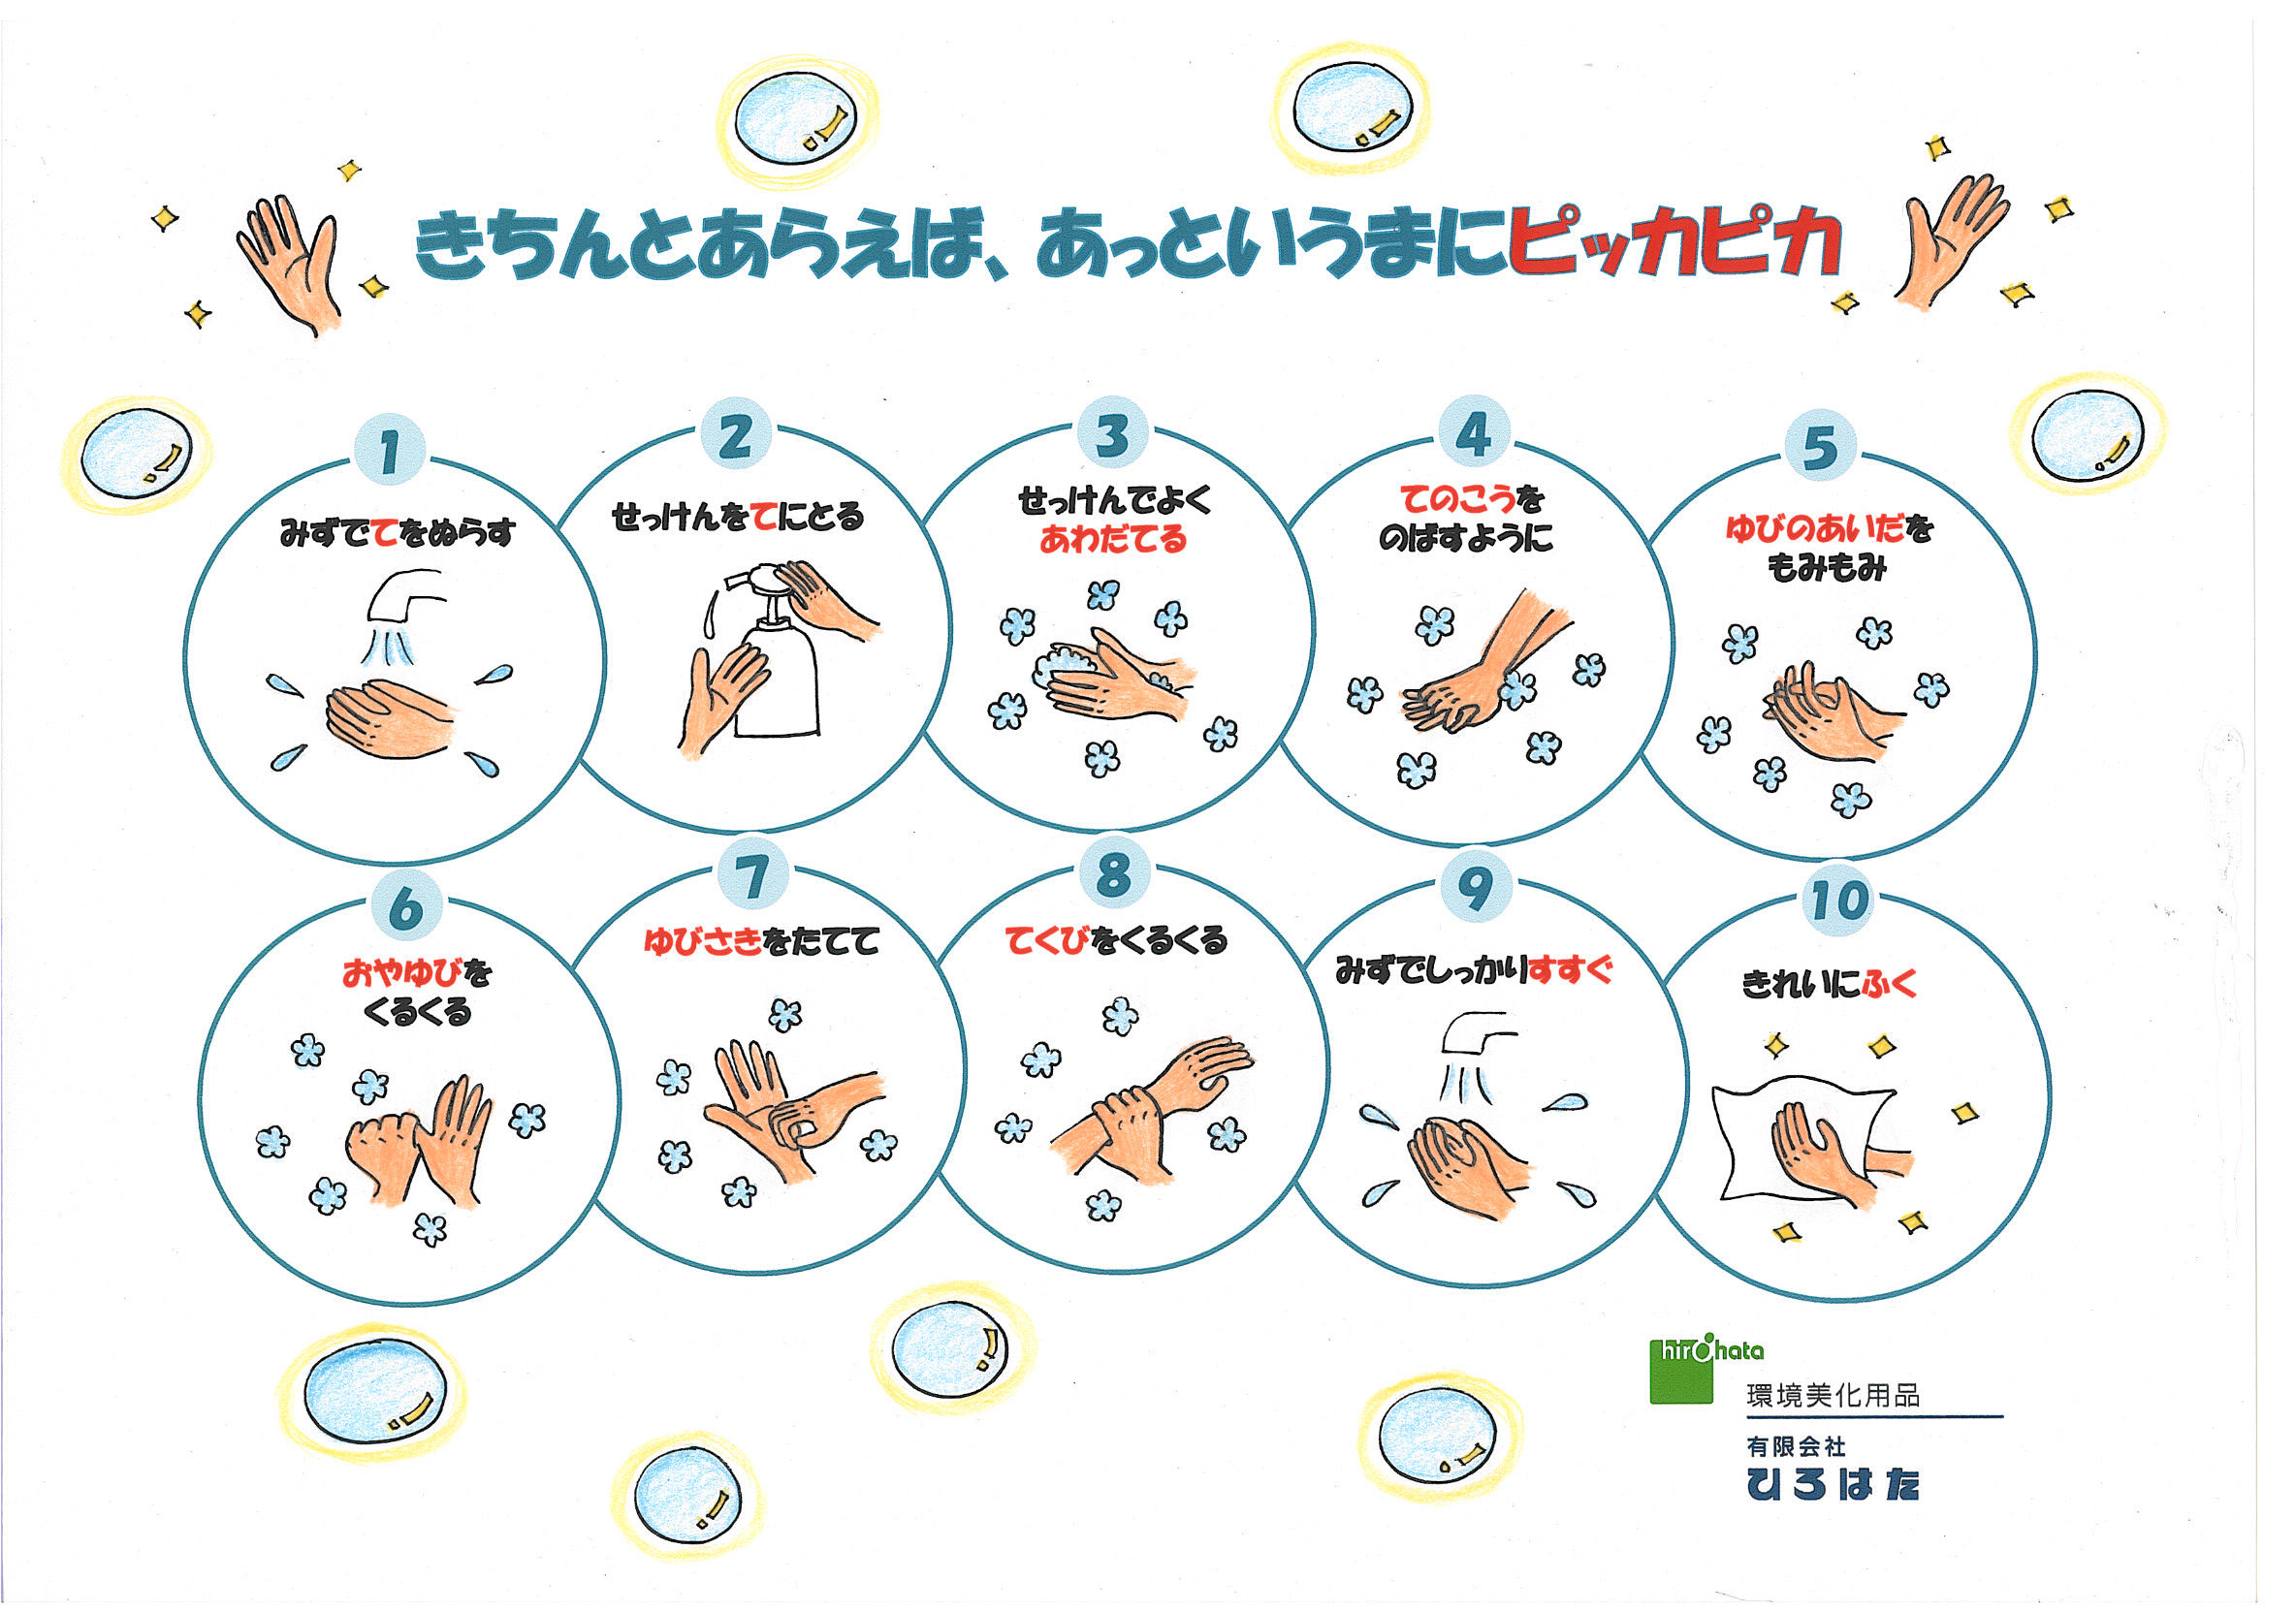 きちんとあらえば、あっというまにピッカピカ
1
みずでてをぬらす
2
せっけんをてにとる
3
せっけんでよく
あわだてる
4
てのこうを
のばすように
5
ゆびのあいだを
もみもみ
6
おやゆびを
くるくる
7
ゆびさきをたてて
8
てくびをくるくる
9
みずでしっかりすすぐ
10
きれいにふく
hirohata
環境美化用品
有限会社
ひろはた